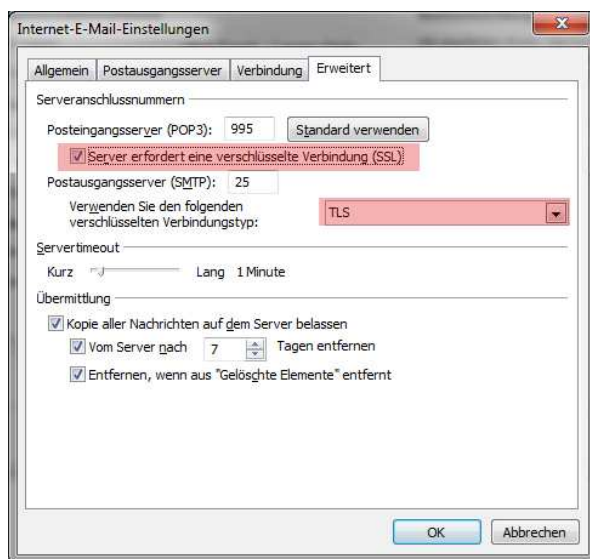 Internet-E-Mail-Einstellungen
Allgemein Postausgangsserver Verbindung Erweitert
Serveranschlussnummern
Posteingangsserver (POP3): 995 Standard verwenden
Server erfordert eine verschlüsselte Verbindung (SSL)
Postausgangsserver (SMTP): 25
Verwenden Sie den folgenden
verschlüsselten Verbindungstyp: TLS
Servertimeout
Kurz Lang 1 Minute
Übermittlung
Kopie aller Nachrichten auf dem Server belassen
Vom Server nach 7 Tagen entfernen
Entfernen, wenn aus "Gelöschte Elemente" entfernt
OK Abbrechen